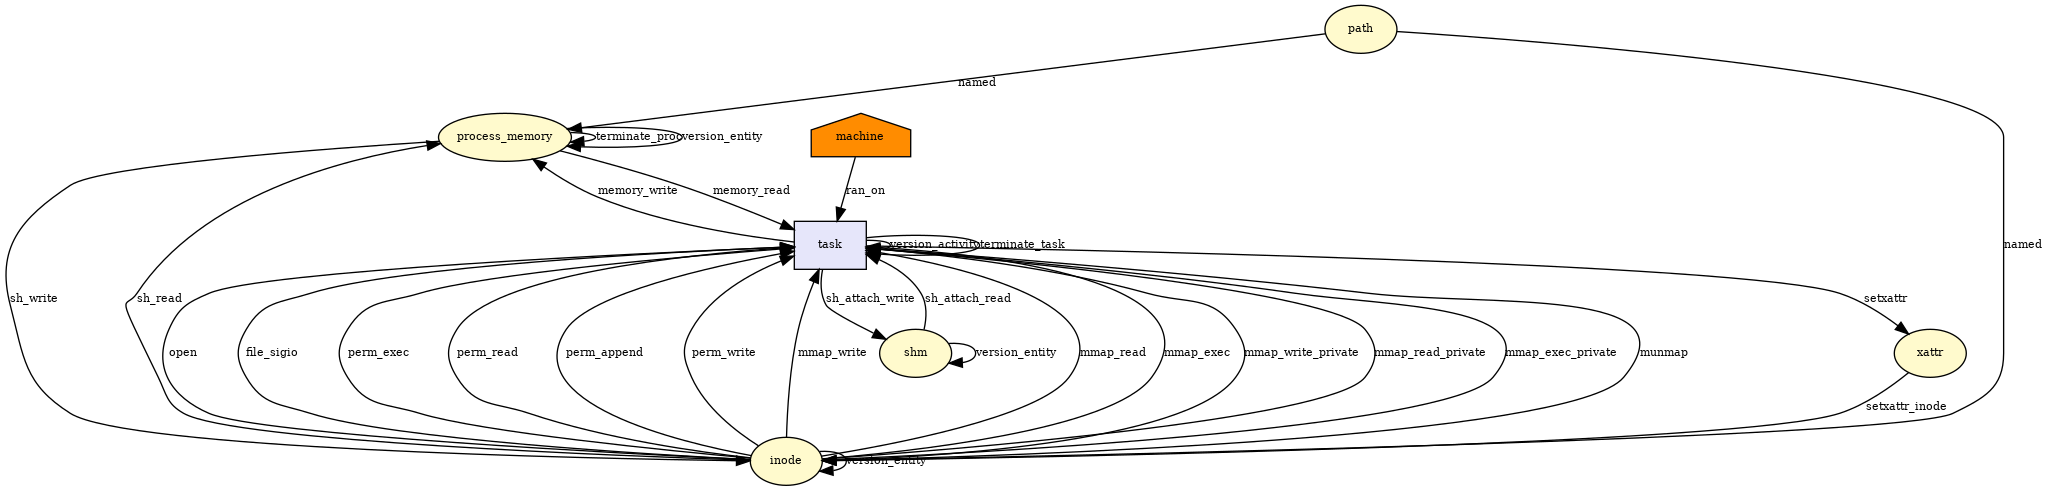 path
named
process_memory
terminate_proc
version_entity
machine
memory_write
memory_read
ran_on
task
version_activity
terminate_task
named
sh_write
sh_read
sh_attach_write
sh_attach_read
setxattr
open
file_sigio
perm_exec
perm_read
perm_append
perm_write
mmap_write
shm
version_entity
mmap_read
mmap_exec
mmap_write_private
mmap_read_private
mmap_exec_private
munmap
xattr
setxattr_inode
inode
version_entity